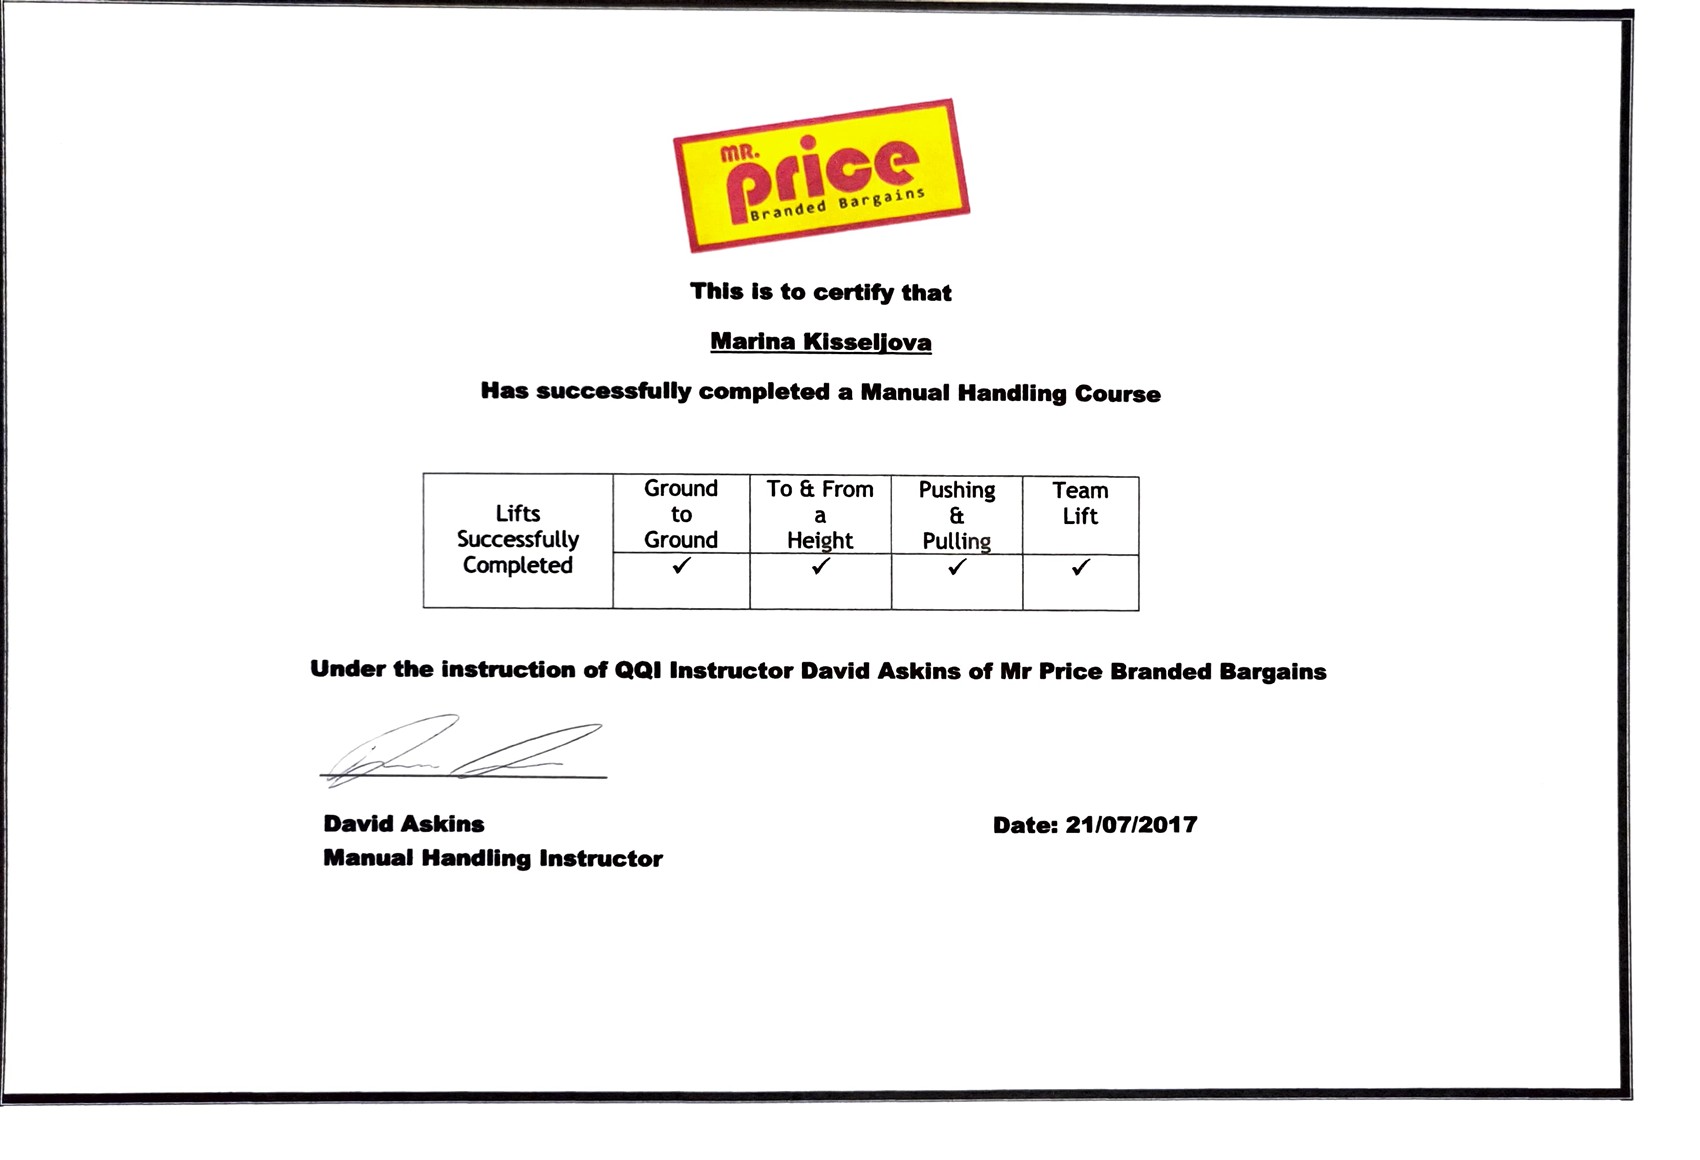 MR.
price
Branded Bargains
This is to certify that
Marina Kisseljova
Has successfully completed a Manual Handling Course
Lifts
Successfully
Completed
Ground
to
Ground
To & From
a
Height
Pushing
&
Pulling
Team
Lift
✓ ✓ ✓ ✓
Under the instruction of QQI Instructor David Askins of Mr Price Branded Bargains
David Askins
Manual Handling Instructor
Date: 21/07/2017